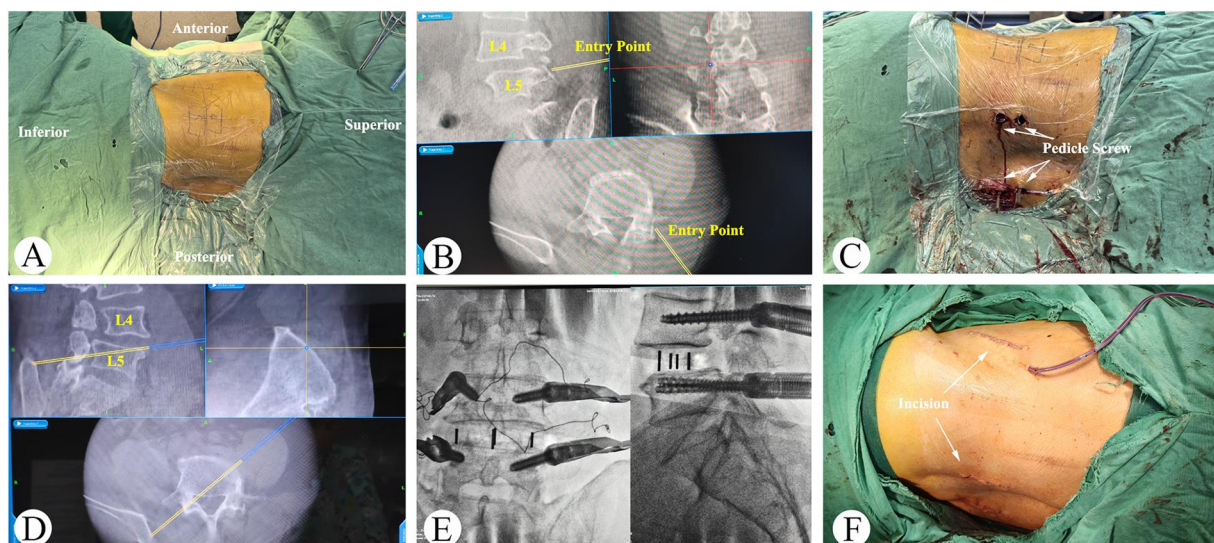 Anterior
Inferior
Superior
Posterior
A
L4
L5
Entry Point
Entry Point
B
Pedicle Screw
C
L4
L5
D
E
Incision
F